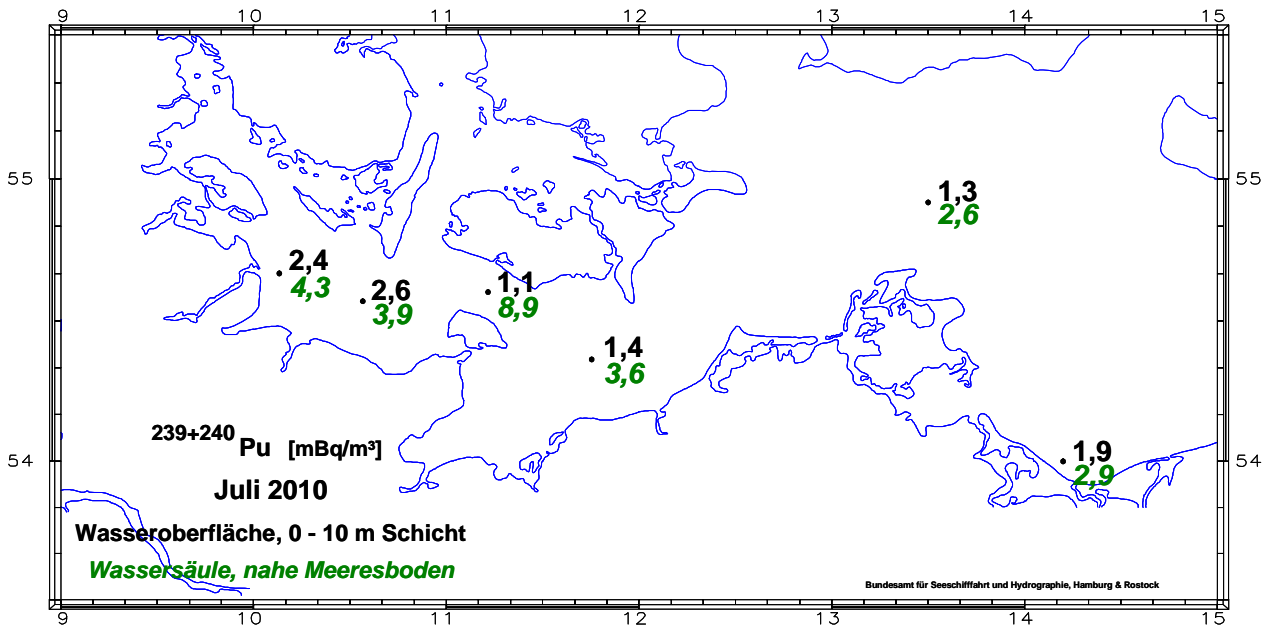 9 10 11 12 13 14 15
55 55
1,3
2,6
2,4
4,3
2,6
3,9
1,1
8,9
1,4
3,6
239+240Pu [mBq/m³]
1,9
54 54
2,9
Juli 2010
Wasseroberfläche, 0 - 10 m Schicht
Wassersäule, nahe Meeresboden
Bundesamt für Seeschifffahrt und Hydrographie, Hamburg & Rostock
9 10 11 12 13 14 15